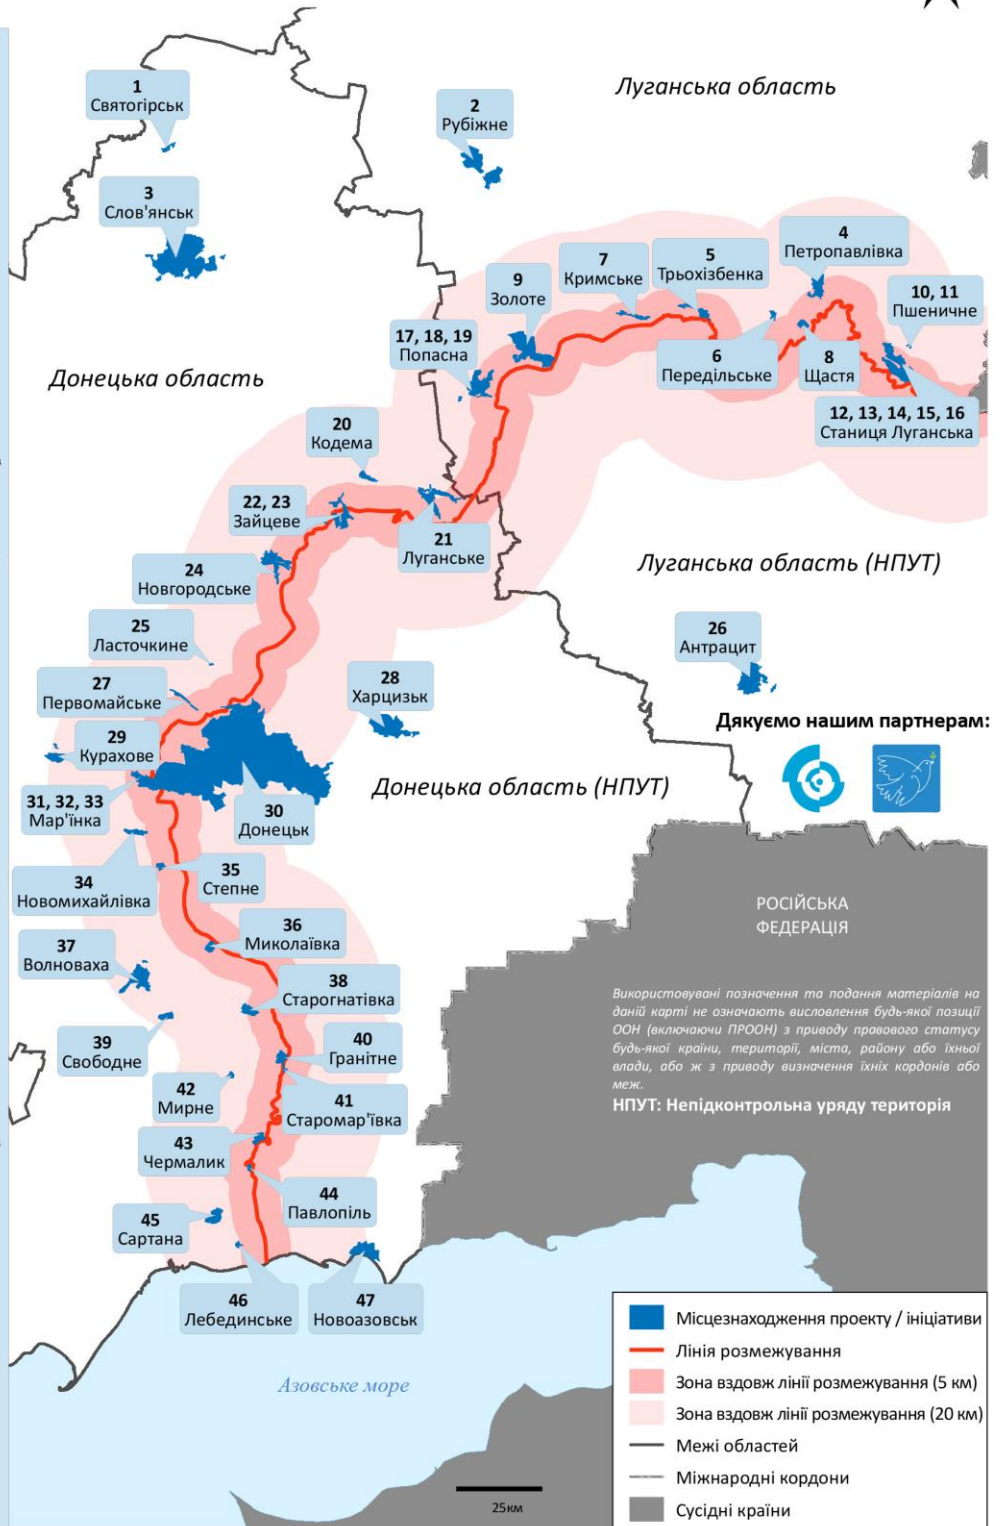 Луганська область
1
Святогірськ
2
Рубіжне
3
Слов'янськ
4
Петропавлівка
5
Трьохізбенка
7
Кримське
9
Золоте
10, 11
Пшеничне
17, 18, 19
Попасна
6
Передільське
8
Щастя
Донецька область
12, 13, 14, 15, 16
Станиця Луганська
20
Кодема
22, 23
Зайцеве
21
Луганське
24
Новгородське
Луганська область (НПУТ)
25
Ласточкине
26
Антрацит
27
Первомайське
28
Харцизьк
Дякуємо нашим партнерам:
29
Курахове
31, 32, 33
Мар'їнка
30
Донецьк
Донецька область (НПУТ)
34
Новомихайлівка
35
Степне
РОСІЙСЬКА
ФЕДЕРАЦІЯ
36
Миколаївка
37
Волноваха
38
Старогнатівка
Використовувані позначення та подання матеріалів на
даній карті не означають висловлення будь-якої позиції
ООН (включаючи ПРООН) з приводу правового статусу
будь-якої країни, території, міста, району або їхньої
влади, або ж з приводу визначення їхніх кордонів або
меж.
НПУТ: Непідконтрольна уряду територія
39
Свободне
40
Гранітне
42
Мирне
41
Старомар'ївка
43
Чермалик
44
Павлопіль
45
Сартана
46
Лебединське
47
Новоазовськ
Азовське море
25км
Місцезнаходження проекту / ініціативи
Лінія розмежування
Зона вздовж лінії розмежування (5 км)
Зона вздовж лінії розмежування (20 км)
Межі областей
Міжнародні кордони
Сусідні країни